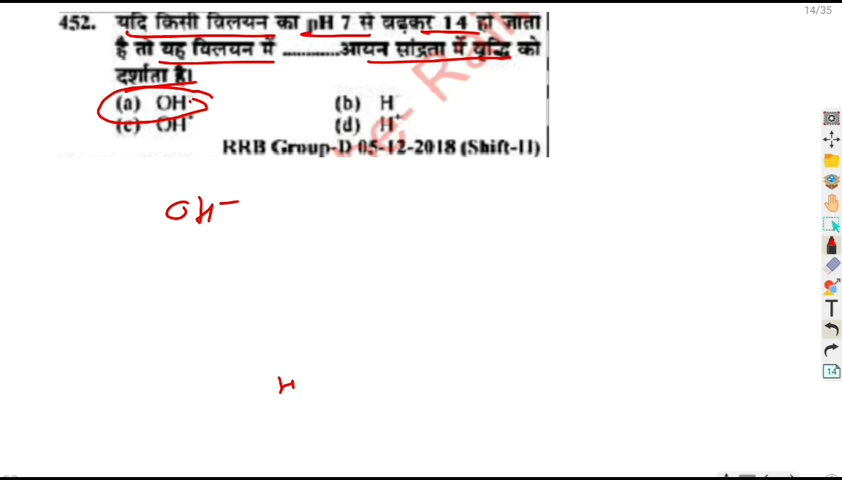 14/35
452. यदि किसी विलयन का pH 7 से बढ़कर 14 हो जाता
है तो यह विलयन में ............आयन सांद्रता में वृद्धि को
दर्शाता है।
(a) OH⁻ (b) H
(c) OH⁺ (d) H⁺
RRB Group-D 05-12-2018 (Shift-II)
OH⁻
H
T
14